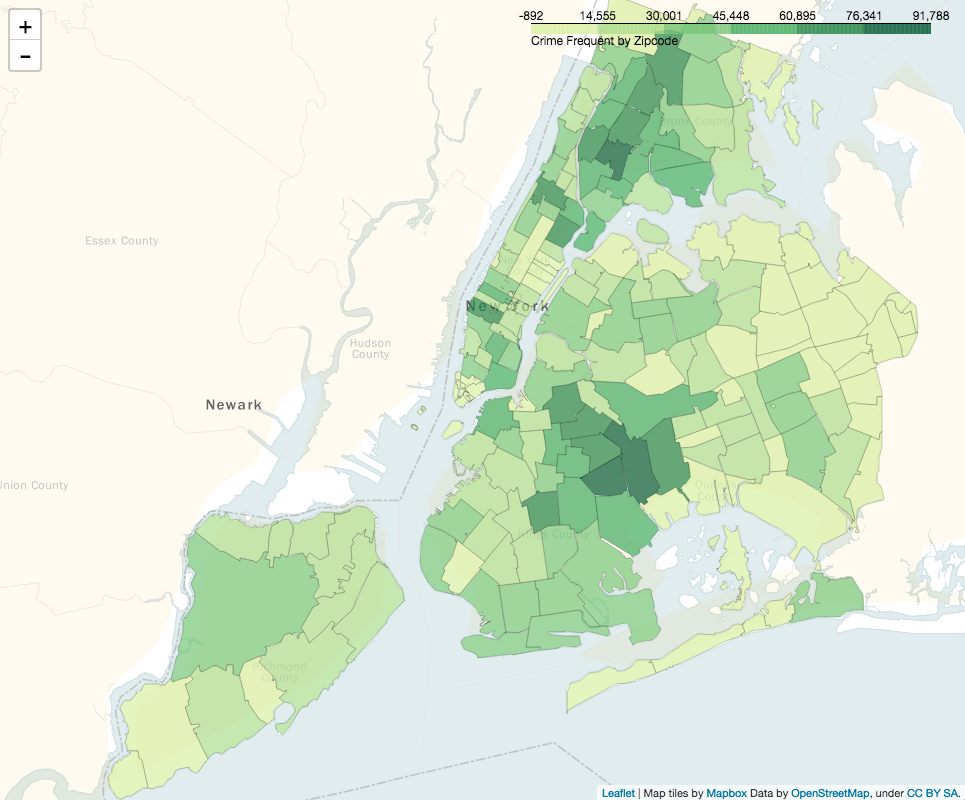 +
−
-892 14,555 30,001 45,448 60,895 76,341 91,788
Crime Frequent by Zipcode
Bronx County
Essex County
New York
Hudson
County
Newark
Union County
Queens
County
Kings County
Richmond
County
Leaflet | Map tiles by Mapbox Data by OpenStreetMap, under CC BY SA.